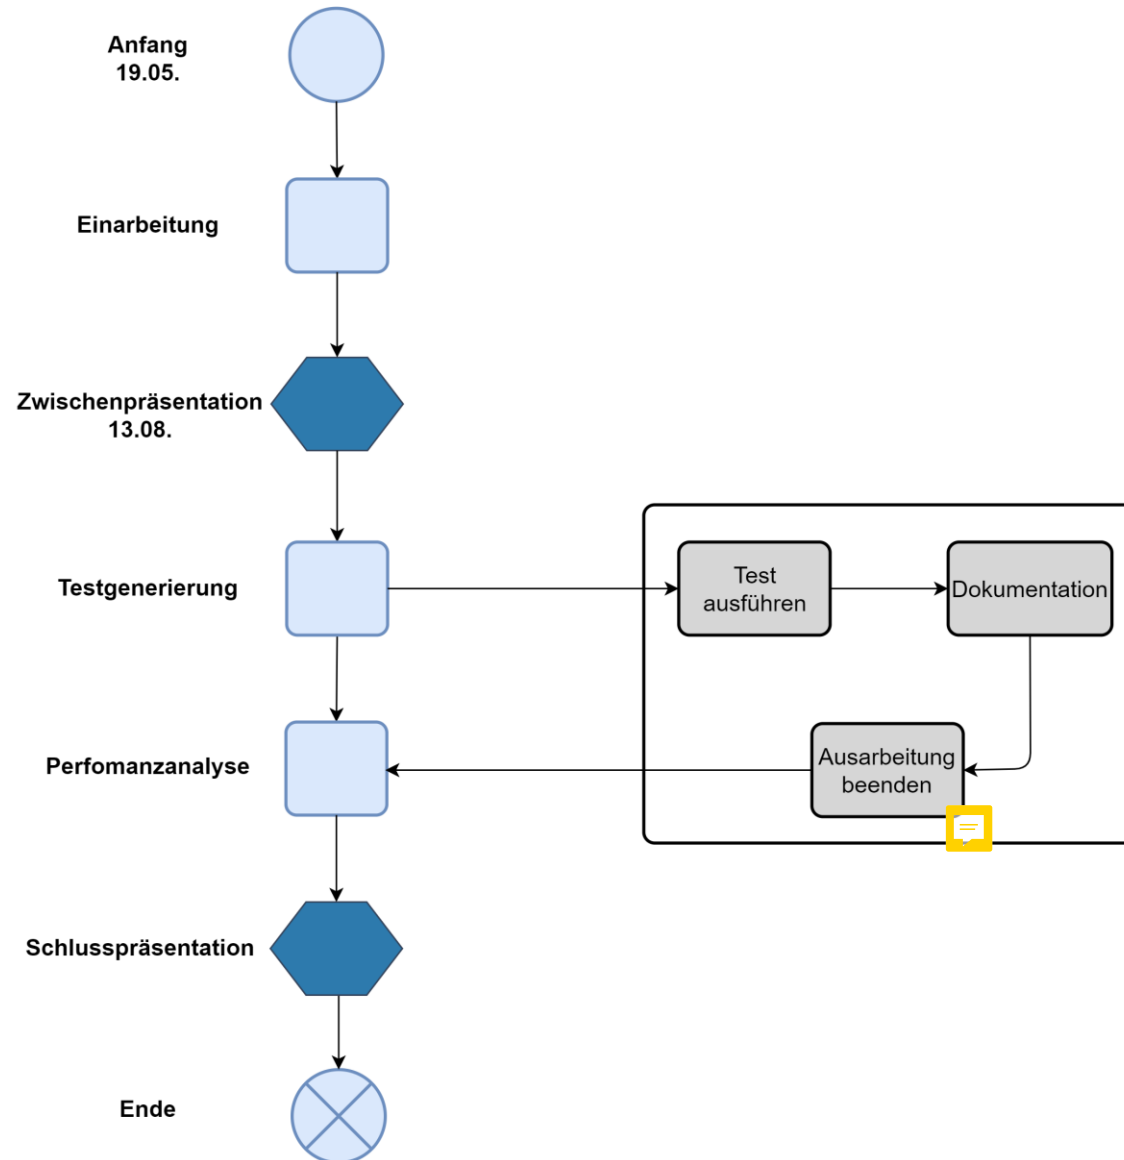 Anfang
19.05.
Einarbeitung
Zwischenpräsentation
13.08.
Testgenerierung
Test
ausführen
Dokumentation
Perfomanzanalyse
Ausarbeitung
beenden
Schlusspräsentation
Ende